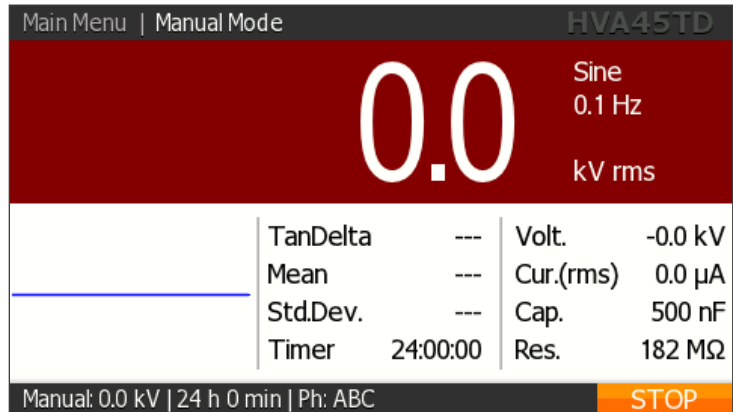 Main Menu | Manual Mode HVA45TD
0.0
Sine
0.1 Hz
kV rms
TanDelta ---
Mean ---
Std.Dev. ---
Timer 24:00:00
Volt. -0.0 kV
Cur.(rms) 0.0 µA
Cap. 500 nF
Res. 182 MΩ
Manual: 0.0 kV | 24 h 0 min | Ph: ABC STOP